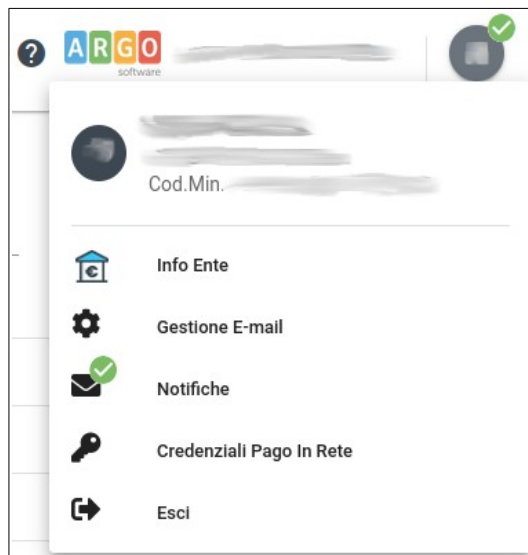 ?
ARGO
software
Cod.Min.
Info Ente
Gestione E-mail
Notifiche
Credenziali Pago In Rete
Esci